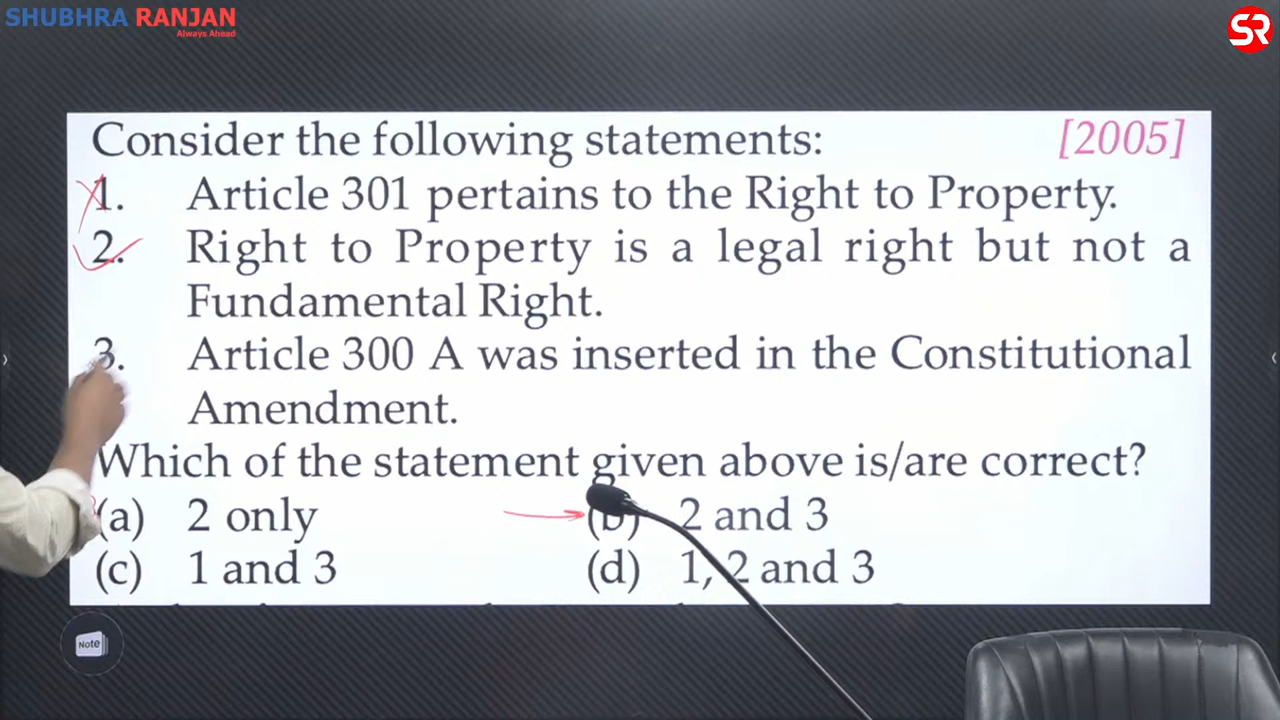 SHUBHRA RANJAN
Always Ahead
SR
Consider the following statements: [2005]
1. Article 301 pertains to the Right to Property.
2. Right to Property is a legal right but not a
Fundamental Right.
3. Article 300 A was inserted in the Constitutional
Amendment.
Which of the statement given above is/are correct?
(a) 2 only (b) 2 and 3
(c) 1 and 3 (d) 1, 2 and 3
Note